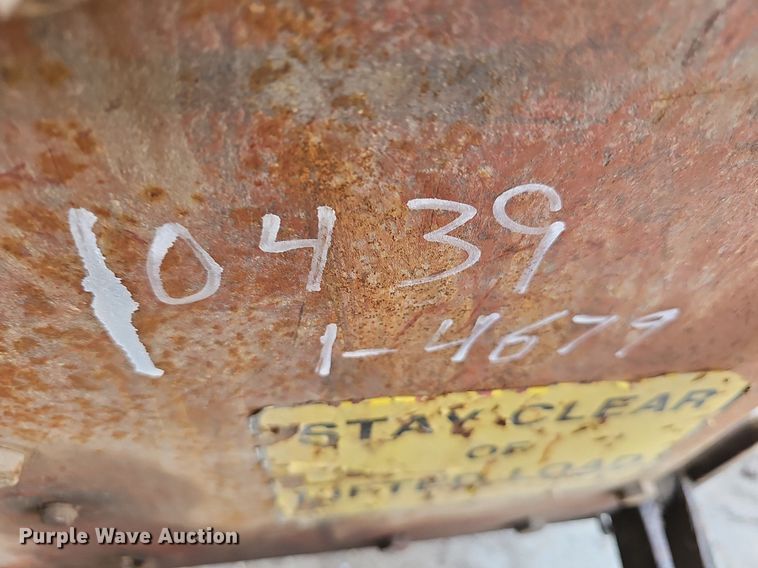 10439
1-4679
STAY CLEAR
OF
LIFTED LOAD
Purple Wave Auction